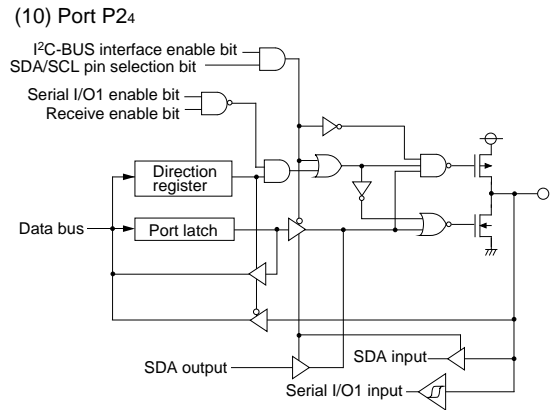 (10) Port P24
I2C-BUS interface enable bit
SDA/SCL pin selection bit
Serial I/O1 enable bit
Receive enable bit
Direction
register
Data bus
Port latch
SDA input
SDA output
Serial I/O1 input